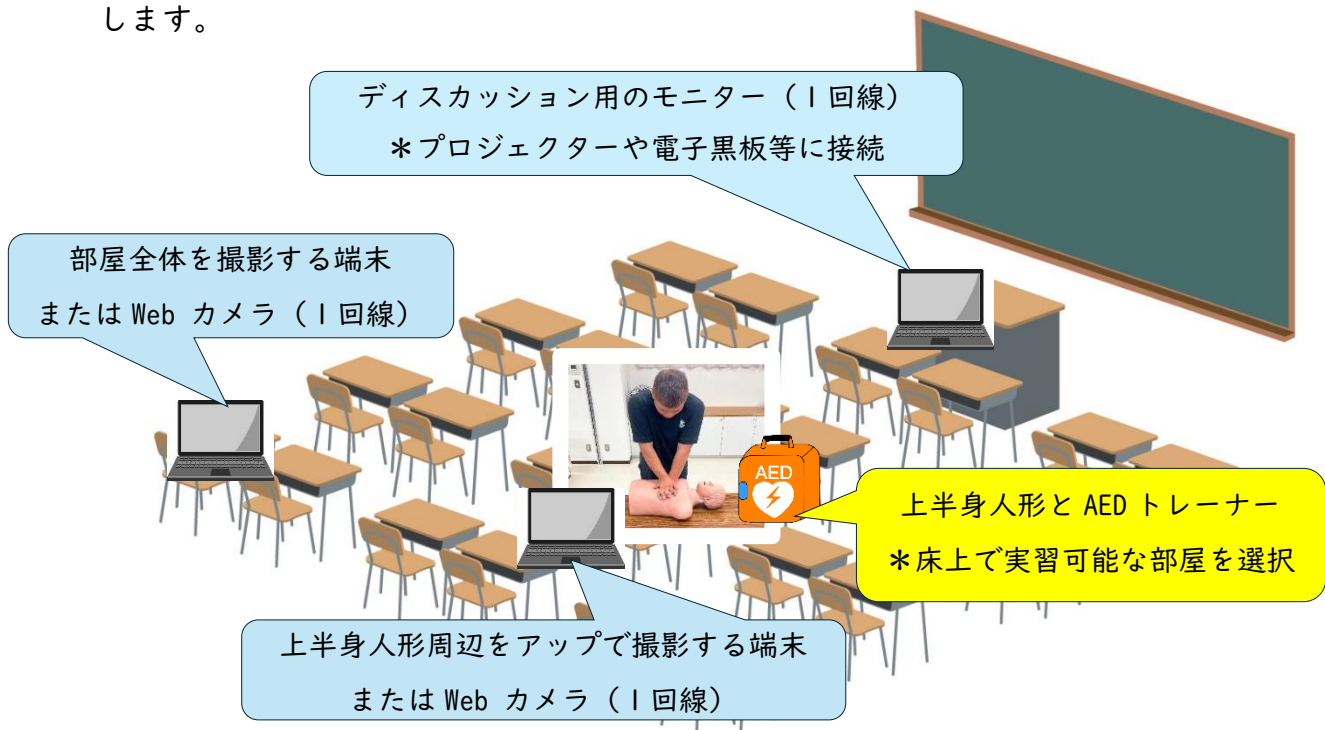 します。
ディスカッション用のモニター（１回線）
＊プロジェクターや電子黒板等に接続
部屋全体を撮影する端末
または Web カメラ（１回線）
AED
上半身人形と AED トレーナー
＊床上で実習可能な部屋を選択
上半身人形周辺をアップで撮影する端末
または Web カメラ（１回線）